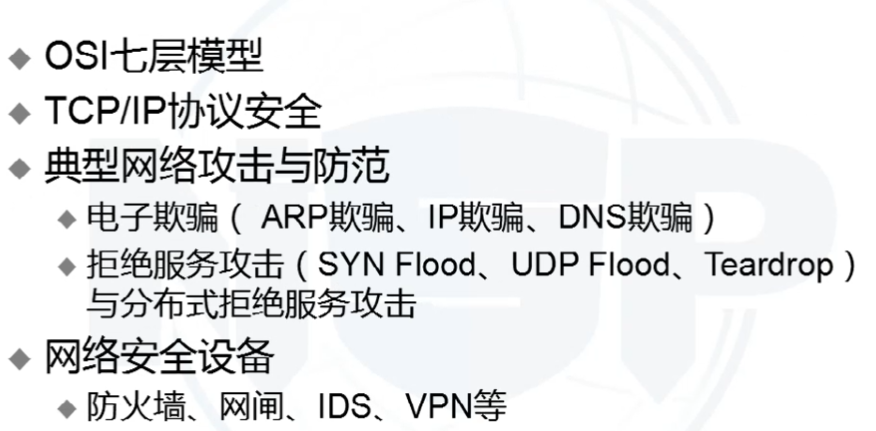 OSI七层模型
TCP/IP协议安全
典型网络攻击与防范
电子欺骗（ ARP欺骗、IP欺骗、DNS欺骗）
拒绝服务攻击（SYN Flood、UDP Flood、Teardrop）
与分布式拒绝服务攻击
网络安全设备
防火墙、网闸、IDS、VPN等